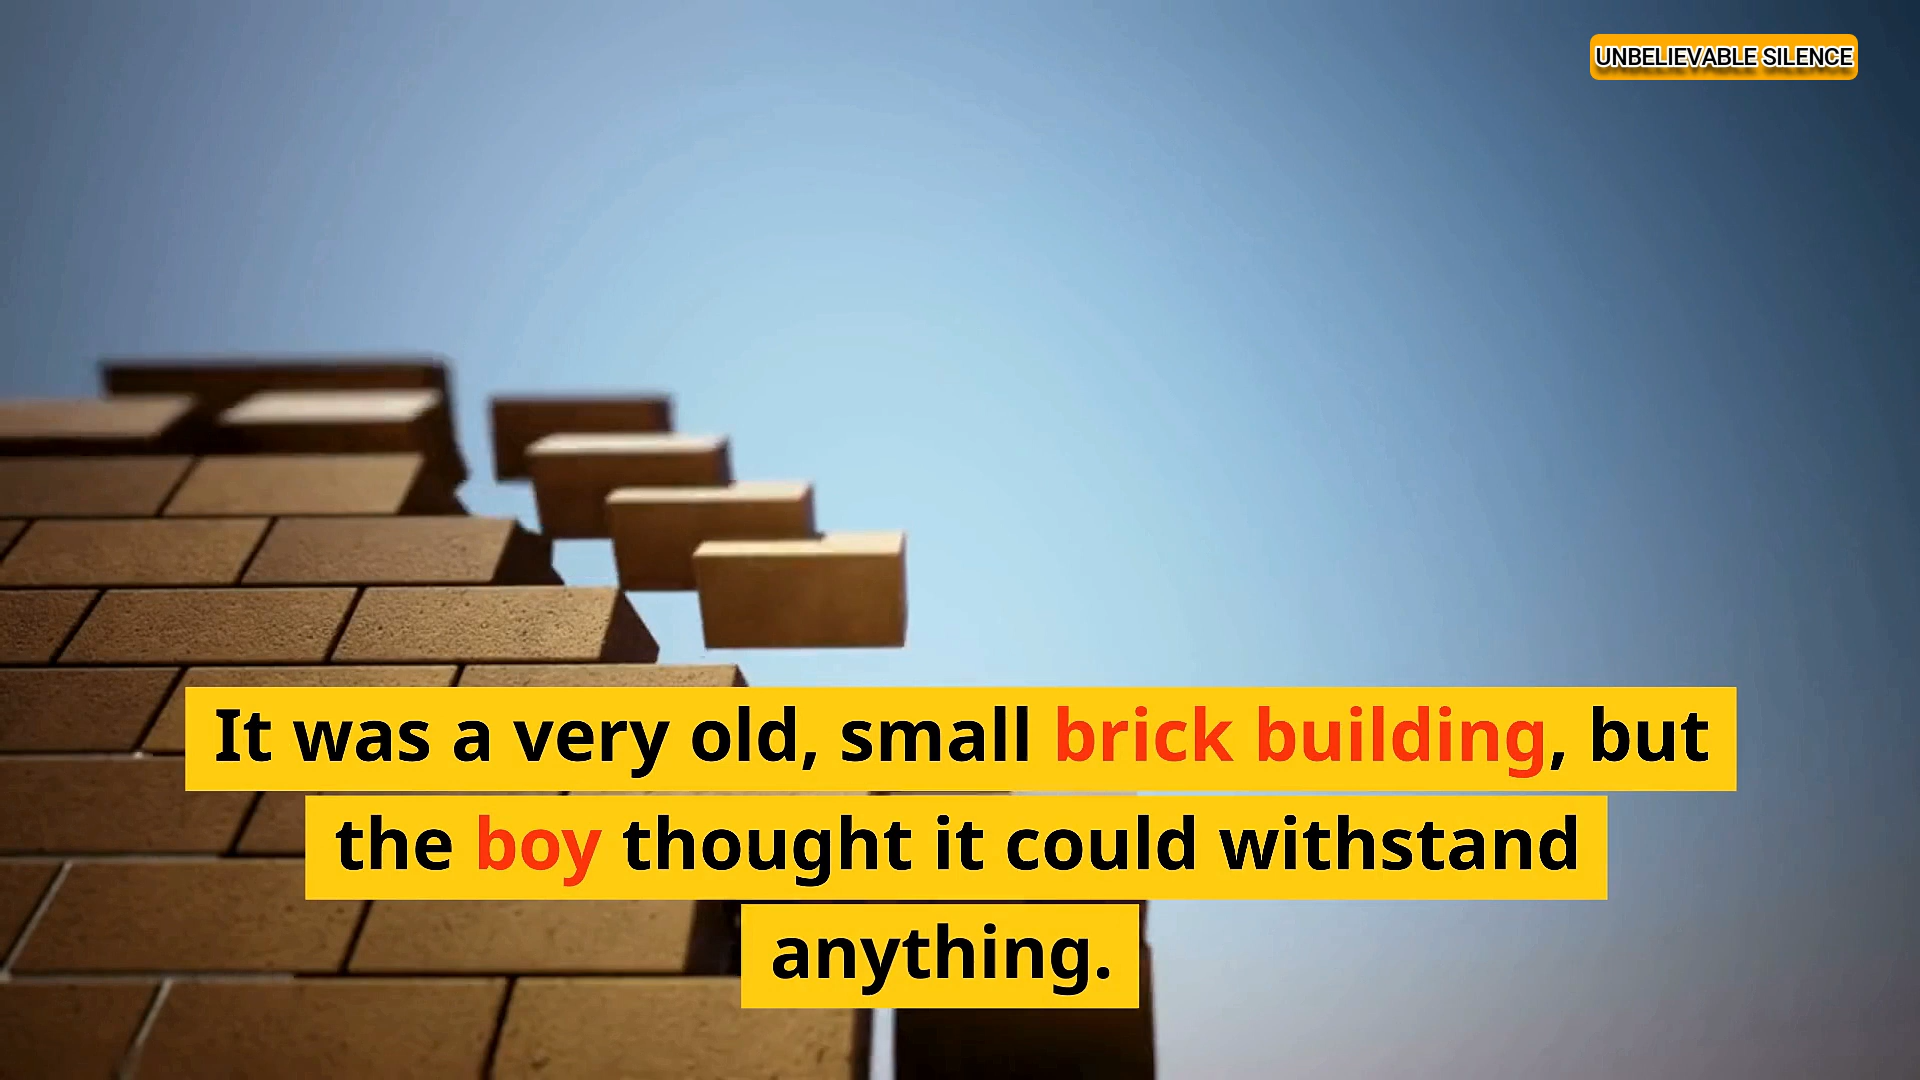 UNBELIEVABLE SILENCE
It was a very old, small brick building, but
the boy thought it could withstand
anything.